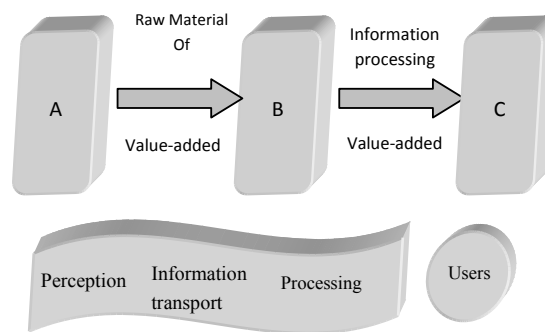 Raw Material
Of
Information
processing
A
B
C
Value-added
Value-added
Perception
Information
transport
Processing
Users